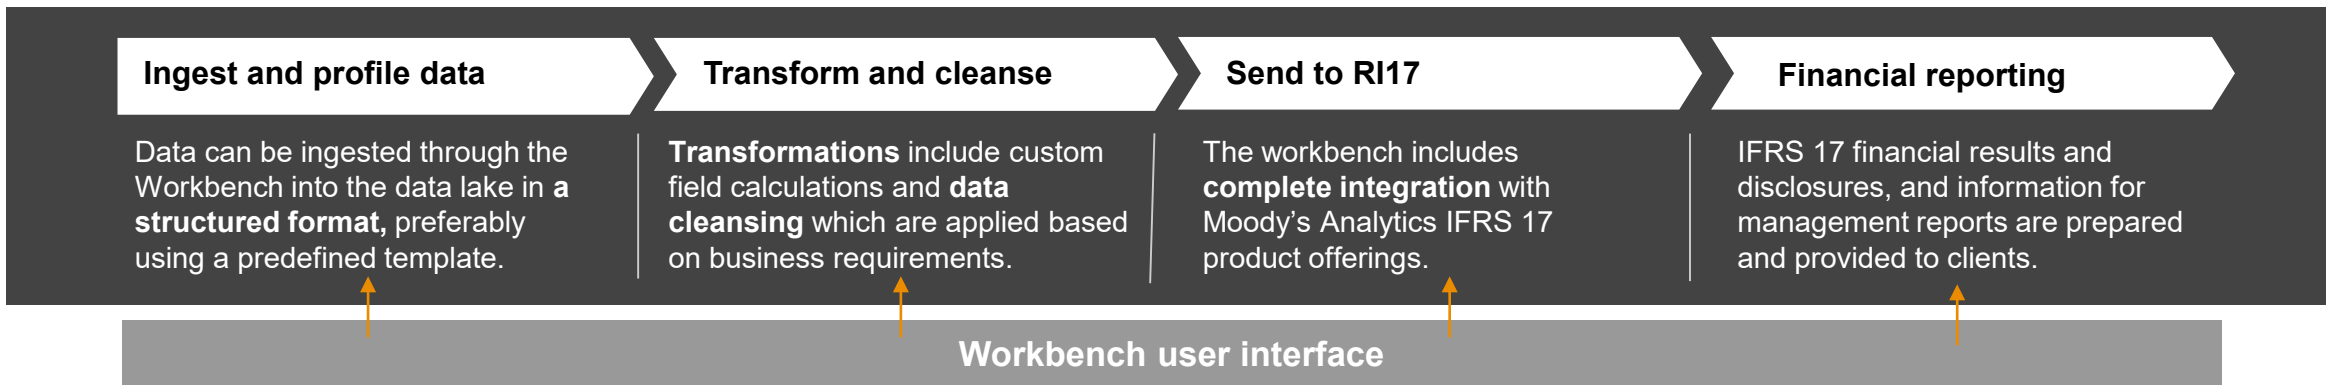 Ingest and profile data
Data can be ingested through the
Workbench into the data lake in a
structured format, preferably
using a predefined template.
Transform and cleanse
Transformations include custom
field calculations and data
cleansing which are applied based
on business requirements.
Send to RI17
The workbench includes
complete integration with
Moody’s Analytics IFRS 17
product offerings.
Financial reporting
IFRS 17 financial results and
disclosures, and information for
management reports are prepared
and provided to clients.
Workbench user interface